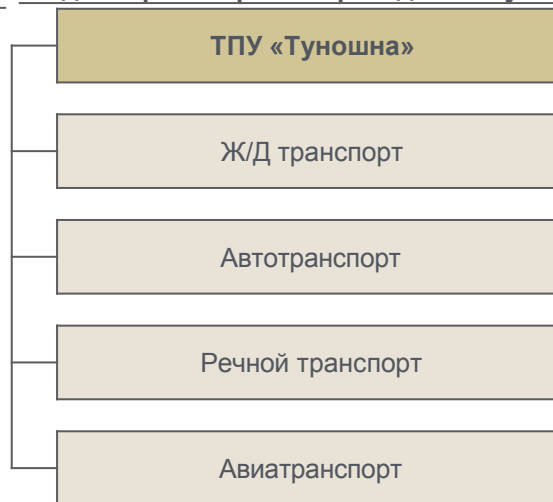 ТПУ «Туношна»
Ж/Д транспорт
Автотранспорт
Речной транспорт
Авиатранспорт